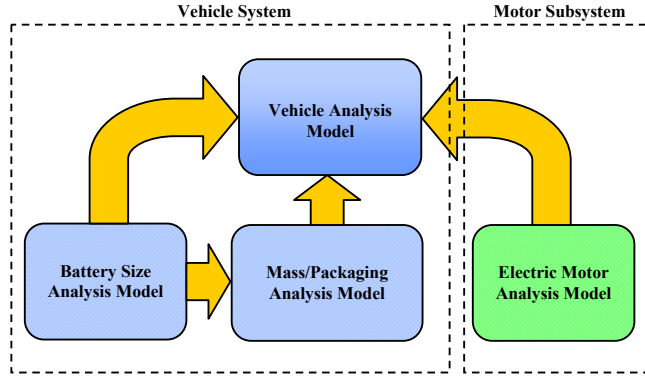 Vehicle System
Motor Subsystem
Vehicle Analysis
Model
Battery Size
Analysis Model
Mass/Packaging
Analysis Model
Electric Motor
Analysis Model